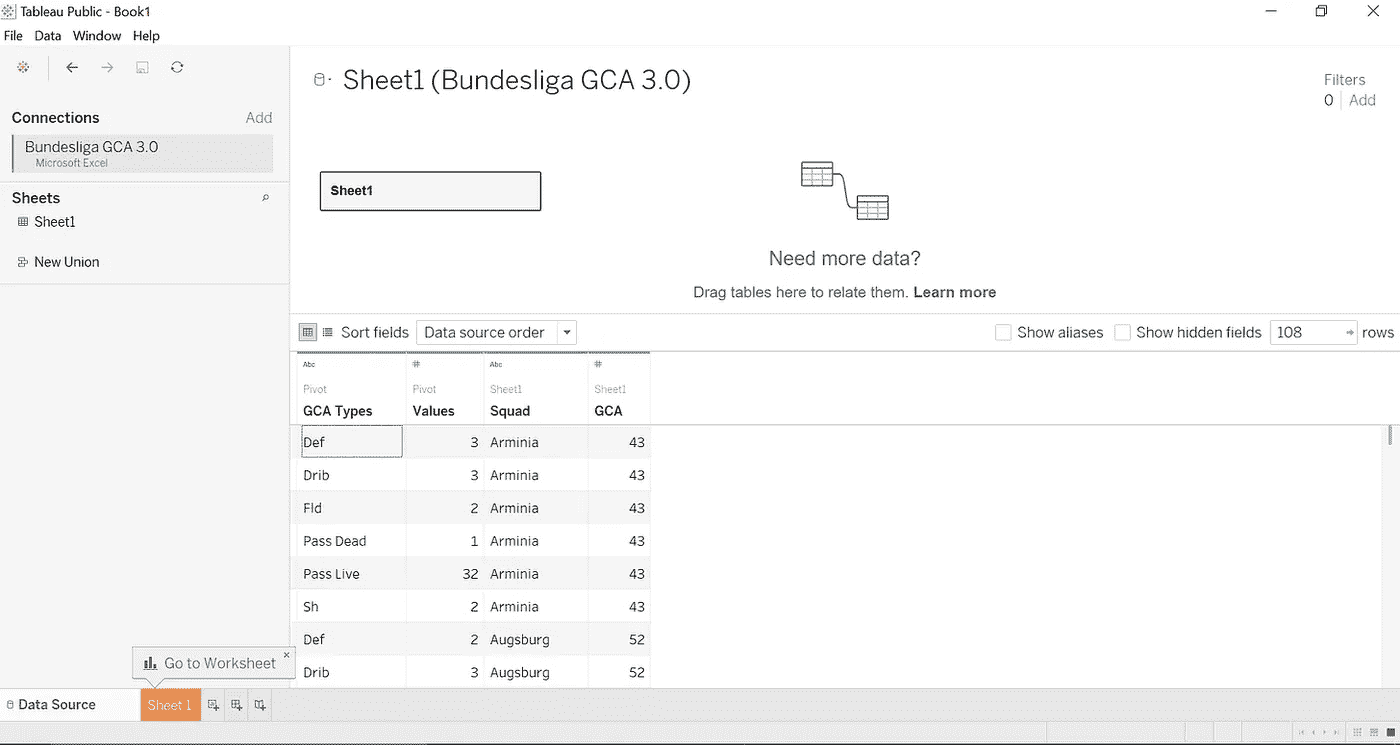 Tableau Public - Book1
File Data Window Help
Connections Add
Bundesliga GCA 3.0
Microsoft Excel
Sheets
Sheet1
New Union
Sheet1 (Bundesliga GCA 3.0)
Filters
0 Add
Sheet1
Need more data?
Drag tables here to relate them. Learn more
Sort fields Data source order Show aliases Show hidden fields 108 rows
Abc # Abc #
Pivot Pivot Sheet1 Sheet1
GCA Types Values Squad GCA
Def 3 Arminia 43
Drib 3 Arminia 43
Fld 2 Arminia 43
Pass Dead 1 Arminia 43
Pass Live 32 Arminia 43
Sh 2 Arminia 43
Def 2 Augsburg 52
Drib 3 Augsburg 52
Go to Worksheet
Data Source Sheet 1